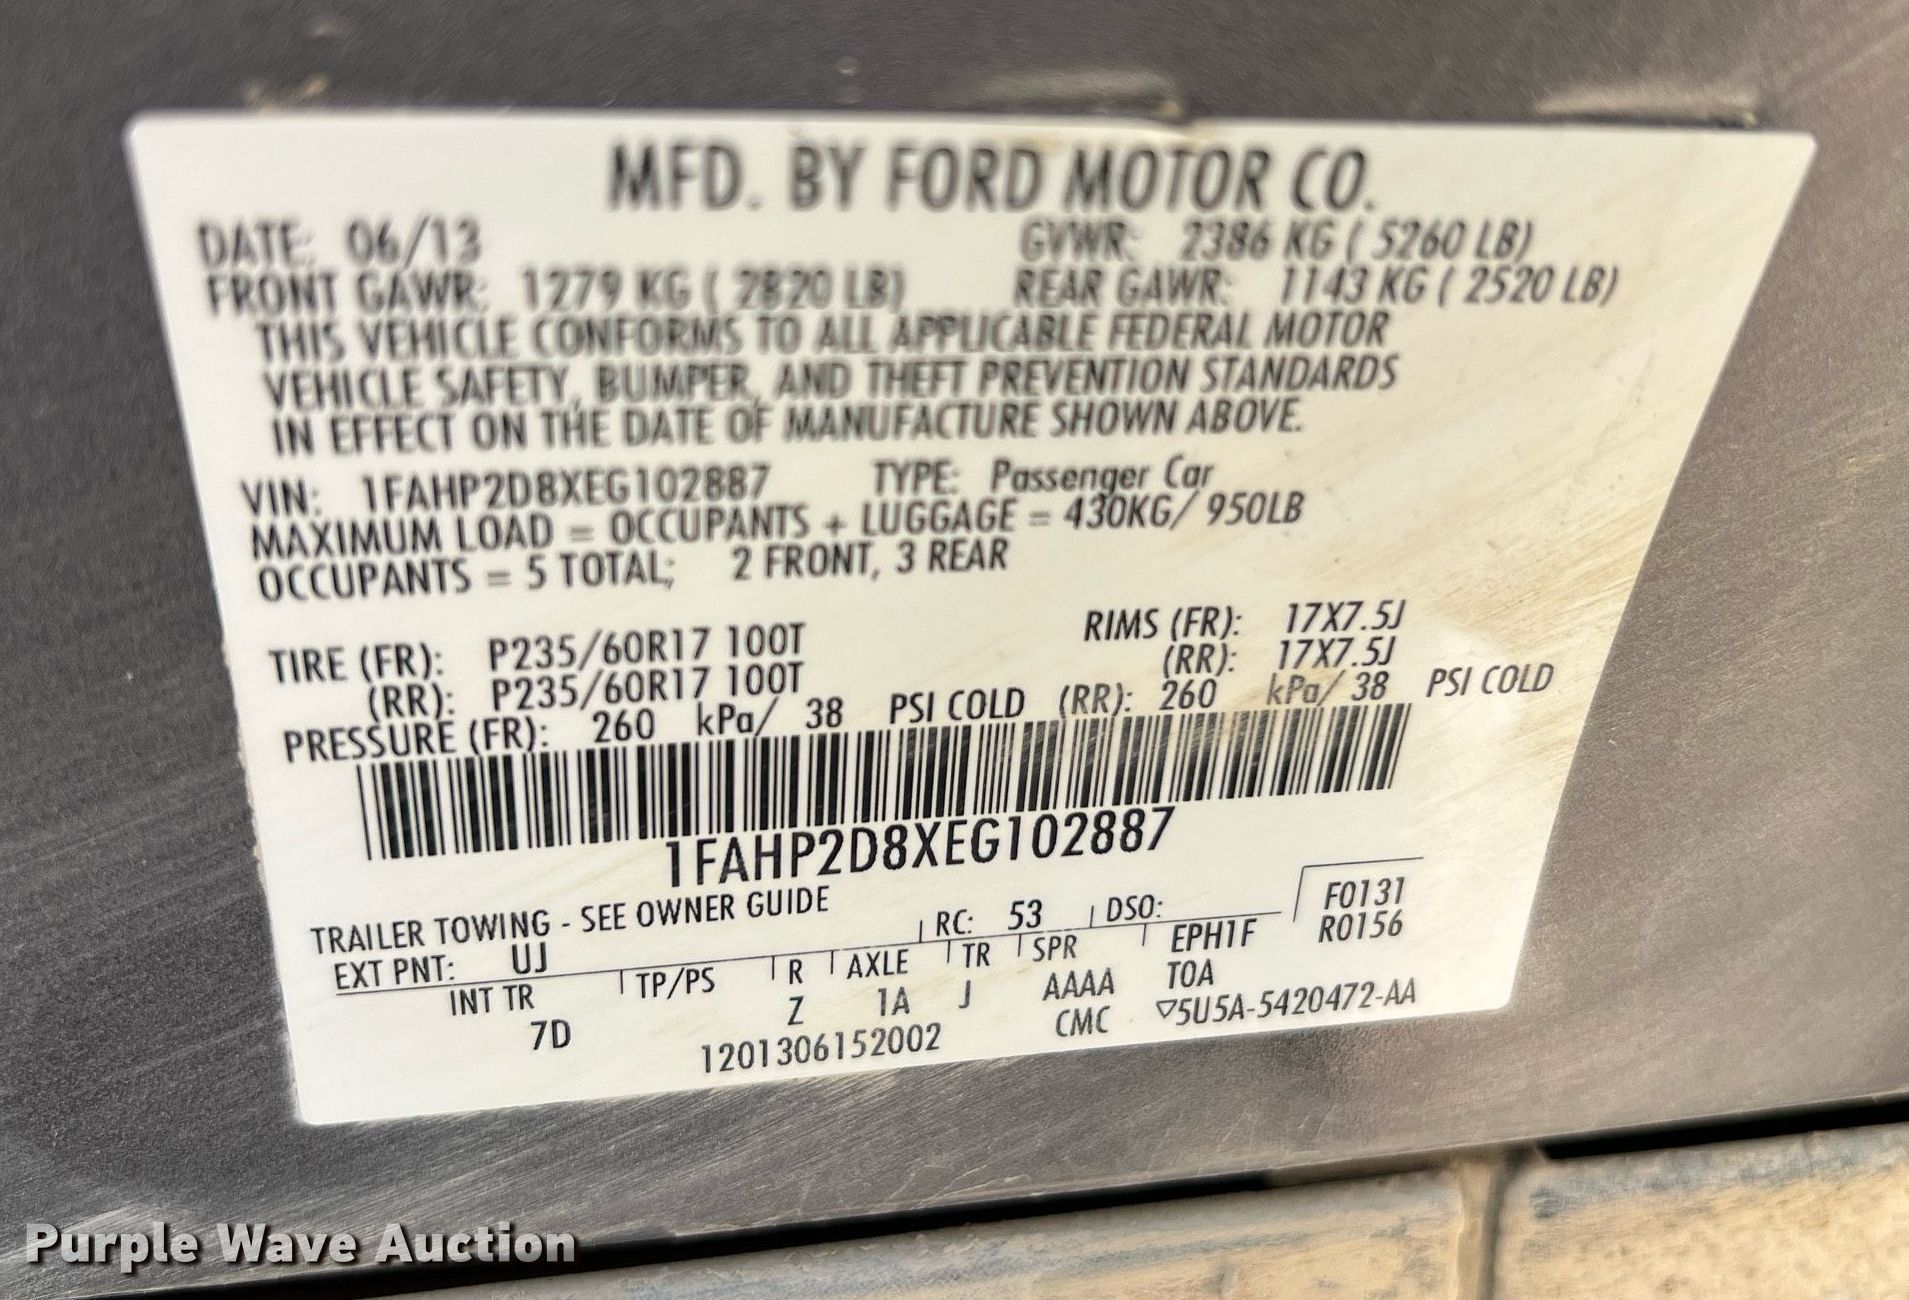 MFD. BY FORD MOTOR CO.
DATE: 06/13 GVWR: 2386 KG ( 5260 LB)
FRONT GAWR: 1279 KG ( 2820 LB) REAR GAWR: 1143 KG ( 2520 LB)
THIS VEHICLE CONFORMS TO ALL APPLICABLE FEDERAL MOTOR
VEHICLE SAFETY, BUMPER, AND THEFT PREVENTION STANDARDS
IN EFFECT ON THE DATE OF MANUFACTURE SHOWN ABOVE.
VIN: 1FAHP2D8XEG102887 TYPE: Passenger Car
MAXIMUM LOAD = OCCUPANTS + LUGGAGE = 430KG/ 950LB
OCCUPANTS = 5 TOTAL; 2 FRONT, 3 REAR
TIRE (FR): P235/60R17 100T RIMS (FR): 17X7.5J
(RR): P235/60R17 100T (RR): 17X7.5J
PRESSURE (FR): 260 kPa/ 38 PSI COLD (RR): 260 kPa/ 38 PSI COLD
1FAHP2D8XEG102887
TRAILER TOWING - SEE OWNER GUIDE RC: 53 DSO: F0131
EXT PNT: UJ EPH1F R0156
INT TR TP/PS R AXLE TR SPR T0A
7D Z 1A J AAAA
1201306152002 CMC ▽5U5A-5420472-AA
Purple Wave Auction